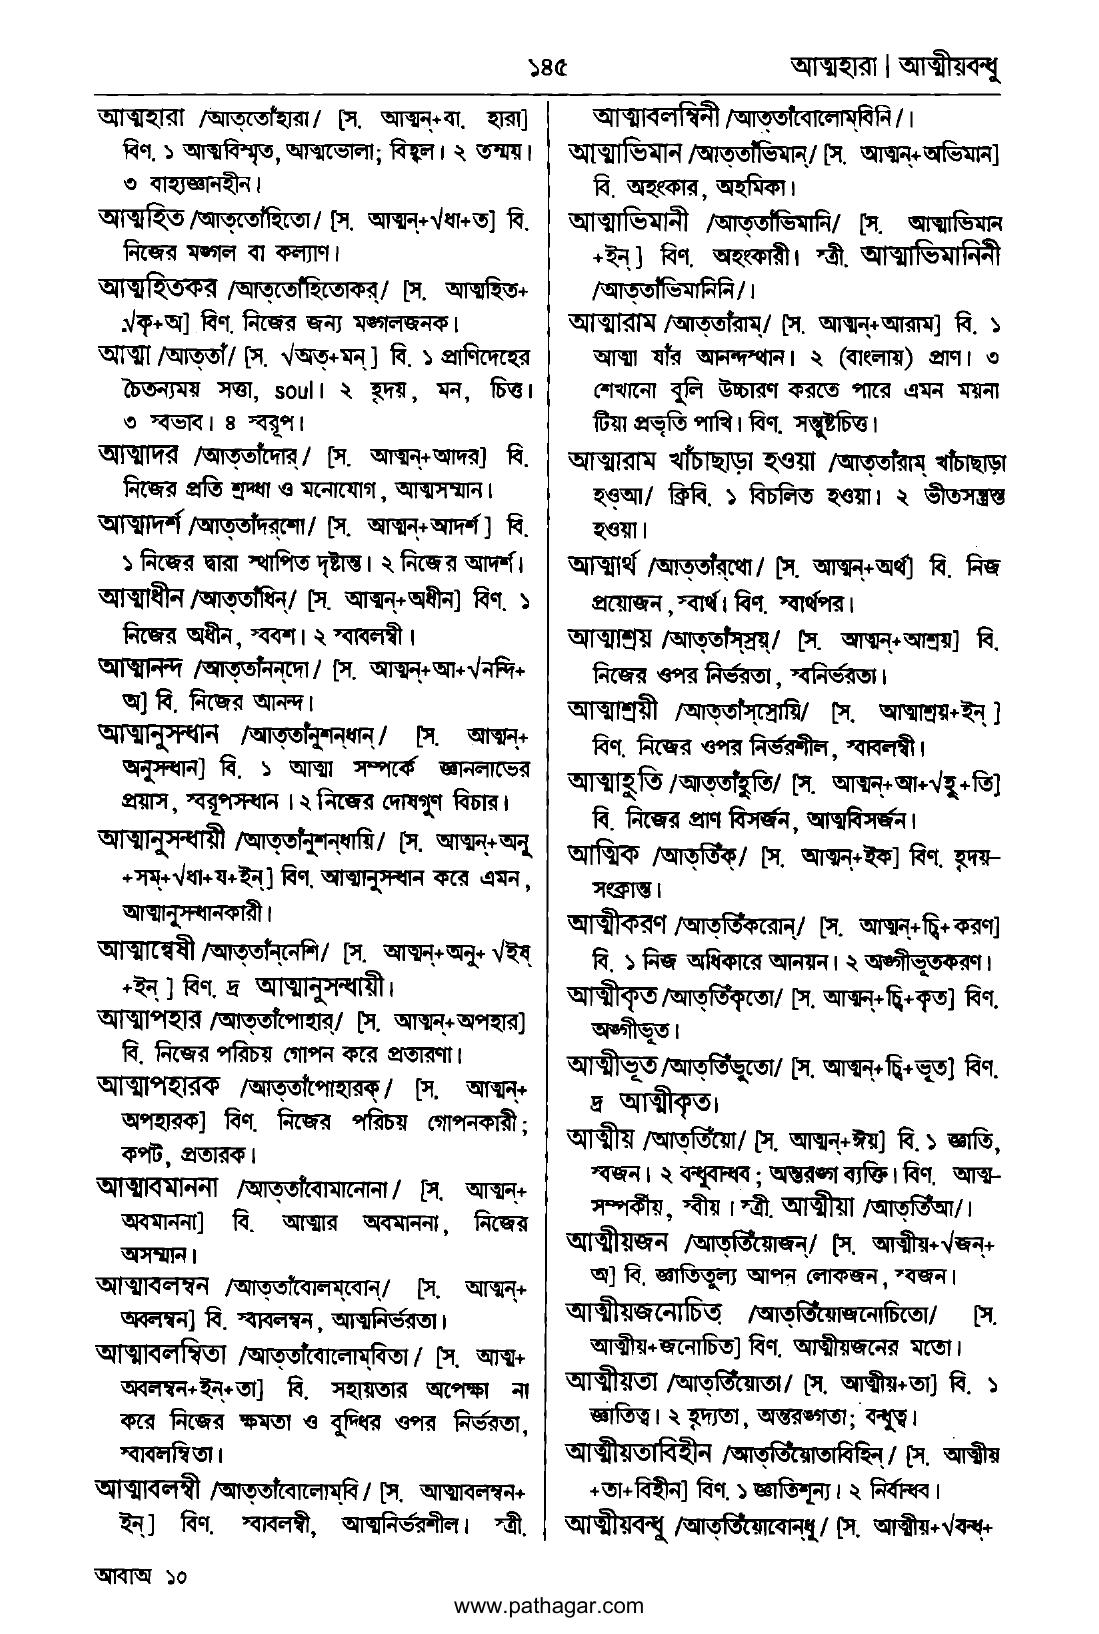 ১৪৫
আত্মহারা | আত্মীয়বন্ধু
আত্মহারা /আত্‌তোঁহারা/ [স. আত্মন্‌+বা. হারা]
বিণ. ১ আত্মবিস্মৃত, আত্মভোলা; বিহ্বল। ২ তন্ময়।
৩ বাহ্যজ্ঞানহীন।
আত্মহিত /আত্‌তোঁহিতো/ [স. আত্মন্‌+√ধা+ত] বি.
নিজের মঙ্গল বা কল্যাণ।
আত্মহিতকর /আত্‌তোঁহিতোকর্‌/ [স. আত্মহিত+
√কৃ+অ] বিণ. নিজের জন্য মঙ্গলজনক।
আত্মা /আত্‌তাঁ/ [স. √অত্‌+মন্‌] বি. ১ প্রাণিদেহের
চৈতন্যময় সত্তা, soul। ২ হৃদয়, মন, চিত্ত।
৩ স্বভাব। ৪ স্বরূপ।
আত্মাদর /আত্‌তাঁদোর্‌/ [স. আত্মন্‌+আদর] বি.
নিজের প্রতি শ্রদ্ধা ও মনোযোগ, আত্মসম্মান।
আত্মাদর্শ /আত্‌তাঁদর্‌শো/ [স. আত্মন্‌+আদর্শ] বি.
১ নিজের দ্বারা স্থাপিত দৃষ্টান্ত। ২ নিজের আদর্শ।
আত্মাধীন /আত্‌তাঁধিন্‌/ [স. আত্মন্‌+অধীন] বিণ. ১
নিজের অধীন, স্ববশ। ২ স্বাবলম্বী।
আত্মানন্দ /আত্‌তাঁনন্‌দো/ [স. আত্মন্‌+আ+√নন্দি+
অ] বি. নিজের আনন্দ।
আত্মানুসন্ধান /আত্‌তাঁনুশন্‌ধান্‌/ [স. আত্মন্‌+
অনুসন্ধান] বি. ১ আত্মা সম্পর্কে জ্ঞানলাভের
প্রয়াস, স্বরূপসন্ধান। ২ নিজের দোষগুণ বিচার।
আত্মানুসন্ধায়ী /আত্‌তাঁনুশন্‌ধায়ি/ [স. আত্মন্‌+অনু
+সম্‌+√ধা+য+ইন্‌] বিণ. আত্মানুসন্ধান করে এমন,
আত্মানুসন্ধানকারী।
আত্মান্বেষী /আত্‌তাঁন্‌নেশি/ [স. আত্মন্‌+অনু+ √ইষ্‌
+ইন্‌] বিণ. দ্র আত্মানুসন্ধায়ী।
আত্মাপহার /আত্‌তাঁপোহার্‌/ [স. আত্মন্‌+অপহার]
বি. নিজের পরিচয় গোপন করে প্রতারণা।
আত্মাপহারক /আত্‌তাঁপোহারক্‌/ [স. আত্মন্‌+
অপহারক] বিণ. নিজের পরিচয় গোপনকারী;
কপট, প্রতারক।
আত্মাবমাননা /আত্‌তাঁবোমানোনা/ [স. আত্মন্‌+
অবমাননা] বি. আত্মার অবমাননা, নিজের
অসম্মান।
আত্মাবলম্বন /আত্‌তাঁবোলম্‌বোন্‌/ [স. আত্মন্‌+
অবলম্বন] বি. স্বাবলম্বন, আত্মনির্ভরতা।
আত্মাবলম্বিতা /আত্‌তাঁবোলোম্‌বিতা/ [স. আত্ম+
অবলম্বন+ইন্‌+তা] বি. সহায়তার অপেক্ষা না
করে নিজের ক্ষমতা ও বুদ্ধির ওপর নির্ভরতা,
স্বাবলম্বিতা।
আত্মাবলম্বী /আত্‌তাঁবোলোম্‌বি/ [স. আত্মাবলম্বন+
ইন্‌] বিণ. স্বাবলম্বী, আত্মনির্ভরশীল। স্ত্রী.
আত্মাবলম্বিনী /আত্‌তাঁবোলোম্‌বিনি/।
আত্মাভিমান /আত্‌তাঁভিমান্‌/ [স. আত্মন্‌+অভিমান]
বি. অহংকার, অহমিকা।
আত্মাভিমানী /আত্‌তাঁভিমানি/ [স. আত্মাভিমান
+ইন্‌] বিণ. অহংকারী। স্ত্রী. আত্মাভিমানিনী
/আত্‌তাঁভিমানিনি/।
আত্মারাম /আত্‌তাঁরাম্‌/ [স. আত্মন্‌+আরাম] বি. ১
আত্মা যাঁর আনন্দস্থান। ২ (বাংলায়) প্রাণ। ৩
শেখানো বুলি উচ্চারণ করতে পারে এমন ময়না
টিয়া প্রভৃতি পাখি। বিণ. সন্তুষ্টচিত্ত।
আত্মারাম খাঁচাছাড়া হওয়া /আত্‌তাঁরাম্‌ খাঁচাছাড়া
হওআ/ ক্রিবি. ১ বিচলিত হওয়া। ২ ভীতসন্ত্রস্ত
হওয়া।
আত্মার্থ /আত্‌তাঁর্‌থো/ [স. আত্মন্‌+অর্থ] বি. নিজ
প্রয়োজন, স্বার্থ। বিণ. স্বার্থপর।
আত্মাশ্রয় /আত্‌তাঁস্‌স্রয়্‌/ [স. আত্মন্‌+আশ্রয়] বি.
নিজের ওপর নির্ভরতা, স্বনির্ভরতা।
আত্মাশ্রয়ী /আত্‌তাঁস্‌স্রোয়ি/ [স. আত্মাশ্রয়+ইন্‌]
বিণ. নিজের ওপর নির্ভরশীল, স্বাবলম্বী।
আত্মাহুতি /আত্‌তাঁহুতি/ [স. আত্মন্‌+আ+√হু+তি]
বি. নিজের প্রাণ বিসর্জন, আত্মবিসর্জন।
আত্মিক /আত্‌তিঁক্‌/ [স. আত্মন্‌+ইক] বিণ. হৃদয়–
সংক্রান্ত।
আত্মীকরণ /আত্‌তিঁকরোন্‌/ [স. আত্মন্‌+চ্বি+করণ]
বি. ১ নিজ অধিকারে আনয়ন। ২ অঙ্গীভূতকরণ।
আত্মীকৃত /আত্‌তিঁকৃতো/ [স. আত্মন্‌+চ্বি+কৃত] বিণ.
অঙ্গীভূত।
আত্মীভূত /আত্‌তিঁভুতো/ [স. আত্মন্‌+চ্বি+ভূত] বিণ.
দ্র আত্মীকৃত।
আত্মীয় /আত্‌তিঁয়ো/ [স. আত্মন্‌+ঈয়] বি. ১ জ্ঞাতি,
স্বজন। ২ বন্ধুবান্ধব; অন্তরঙ্গ ব্যক্তি। বিণ. আত্ম–
সম্পর্কীয়, স্বীয়। স্ত্রী. আত্মীয়া /আত্‌তিঁআ/।
আত্মীয়জন /আত্‌তিঁয়োজন্‌/ [স. আত্মীয়+√জন্‌+
অ] বি. জ্ঞাতিতুল্য আপন লোকজন, স্বজন।
আত্মীয়জনোচিত /আত্‌তিঁয়োজনোচিতো/ [স.
আত্মীয়+জনোচিত] বিণ. আত্মীয়জনের মতো।
আত্মীয়তা /আত্‌তিঁয়োতা/ [স. আত্মীয়+তা] বি. ১
জ্ঞাতিত্ব। ২ হৃদ্যতা, অন্তরঙ্গতা; বন্ধুত্ব।
আত্মীয়তাবিহীন /আত্‌তিঁয়োতাবিহিন্‌/ [স. আত্মীয়
+তা+বিহীন] বিণ. ১ জ্ঞাতিশূন্য। ২ নির্বান্ধব।
আত্মীয়বন্ধু /আত্‌তিঁয়োবোন্‌ধু/ [স. আত্মীয়+√বন্ধ্‌+
আবাঅ ১০
www.pathagar.com